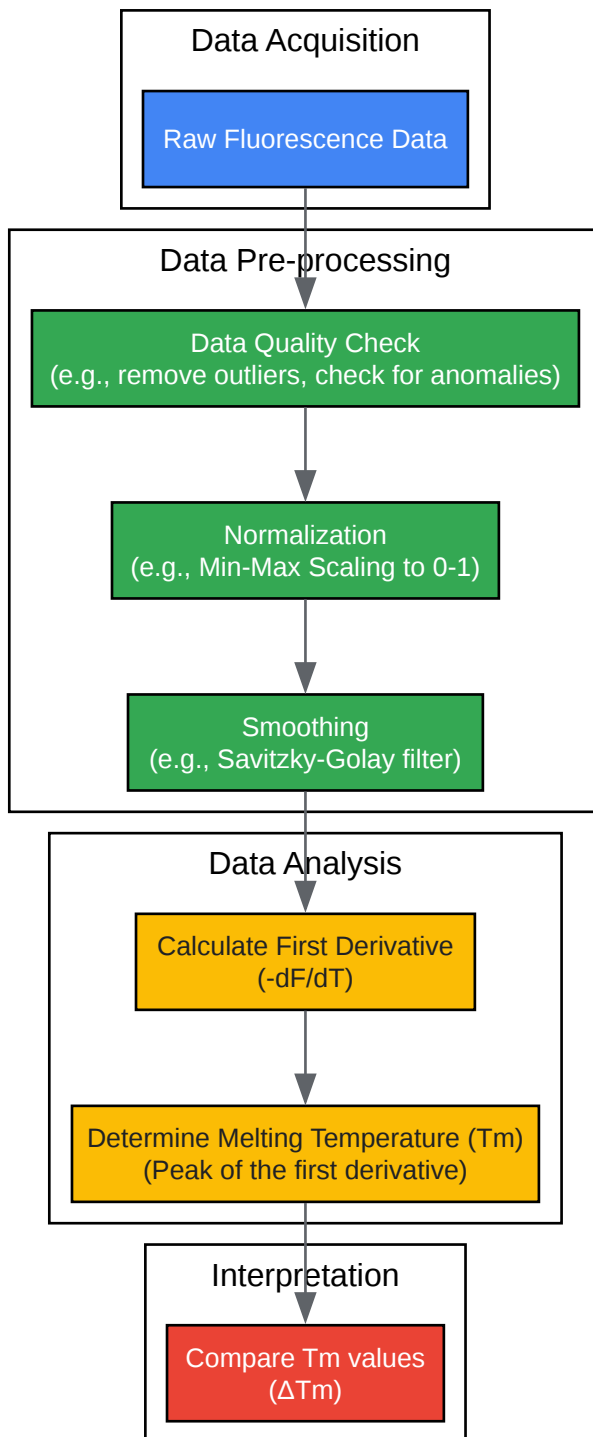 Data Acquisition
Raw Fluorescence Data
Data Pre-processing
Data Quality Check
(e.g., remove outliers, check for anomalies)
Normalization
(e.g., Min-Max Scaling to 0-1)
Smoothing
(e.g., Savitzky-Golay filter)
Data Analysis
Calculate First Derivative
(-dF/dT)
Determine Melting Temperature (Tm)
(Peak of the first derivative)
Interpretation
Compare Tm values
(ΔTm)